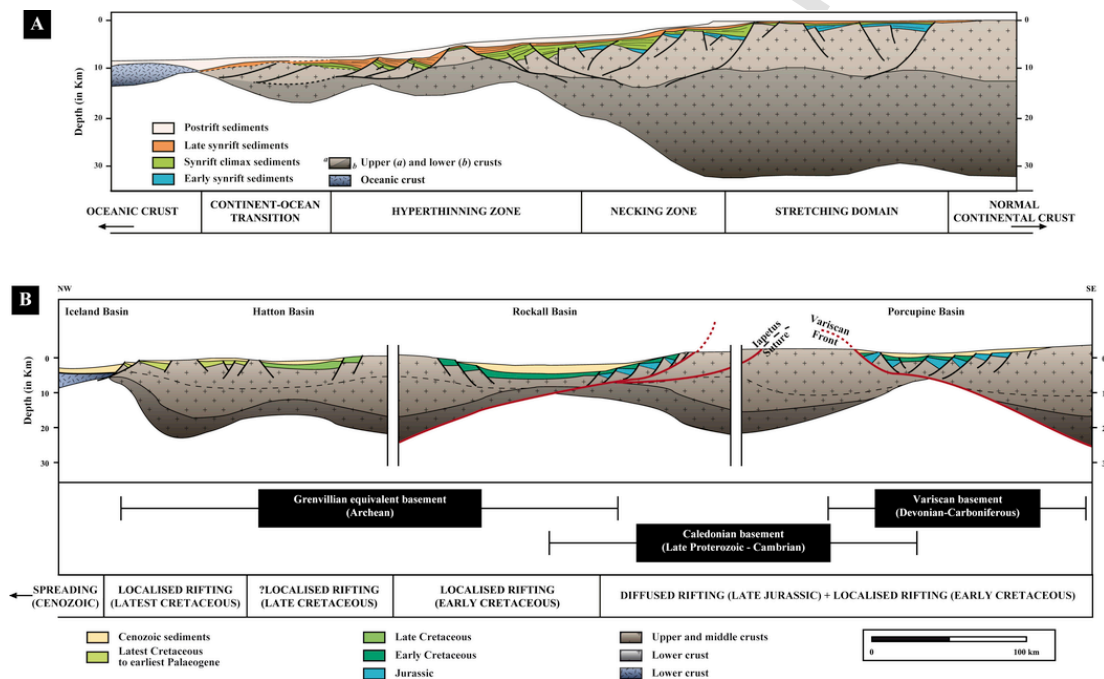 A
0
10
20
30
Depth (in Km)
0
10
20
30
Postrift sediments
Late synrift sediments
Synrift climax sediments
Early synrift sediments
a
b
Upper (a) and lower (b) crusts
Oceanic crust
OCEANIC CRUST
CONTINENT-OCEAN
TRANSITION
HYPERTHINNING ZONE
NECKING ZONE
STRETCHING DOMAIN
NORMAL
CONTINENTAL CRUST
B
NW
SE
Iceland Basin
Hatton Basin
Rockall Basin
Porcupine Basin
Iapetus
Suture
Variscan
Front
Depth (in Km)
0
10
20
30
0
10
20
3
Grenvillian equivalent basement
(Archean)
Variscan basement
(Devonian-Carboniferous)
Caledonian basement
(Late Proterozoic - Cambrian)
SPREADING
(CENOZOIC)
LOCALISED RIFTING
(LATEST CRETACEOUS)
?LOCALISED RIFTING
(LATE CRETACEOUS)
LOCALISED RIFTING
(EARLY CRETACEOUS)
DIFFUSED RIFTING (LATE JURASSIC) + LOCALISED RIFTING (EARLY CRETACEOUS)
Cenozoic sediments
Latest Cretaceous
to earliest Palaeogene
Late Cretaceous
Early Cretaceous
Jurassic
Upper and middle crusts
Lower crust
Lower crust
0
100 km